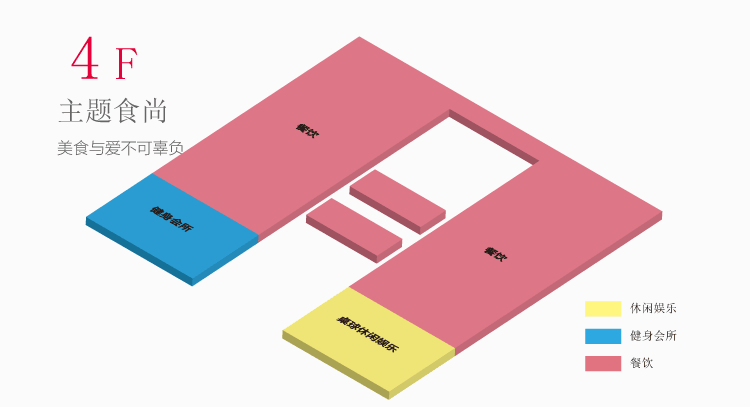 4F
主题食尚
美食与爱不可辜负
餐饮
健身会所
餐饮
桌球休闲娱乐
休闲娱乐
健身会所
餐饮